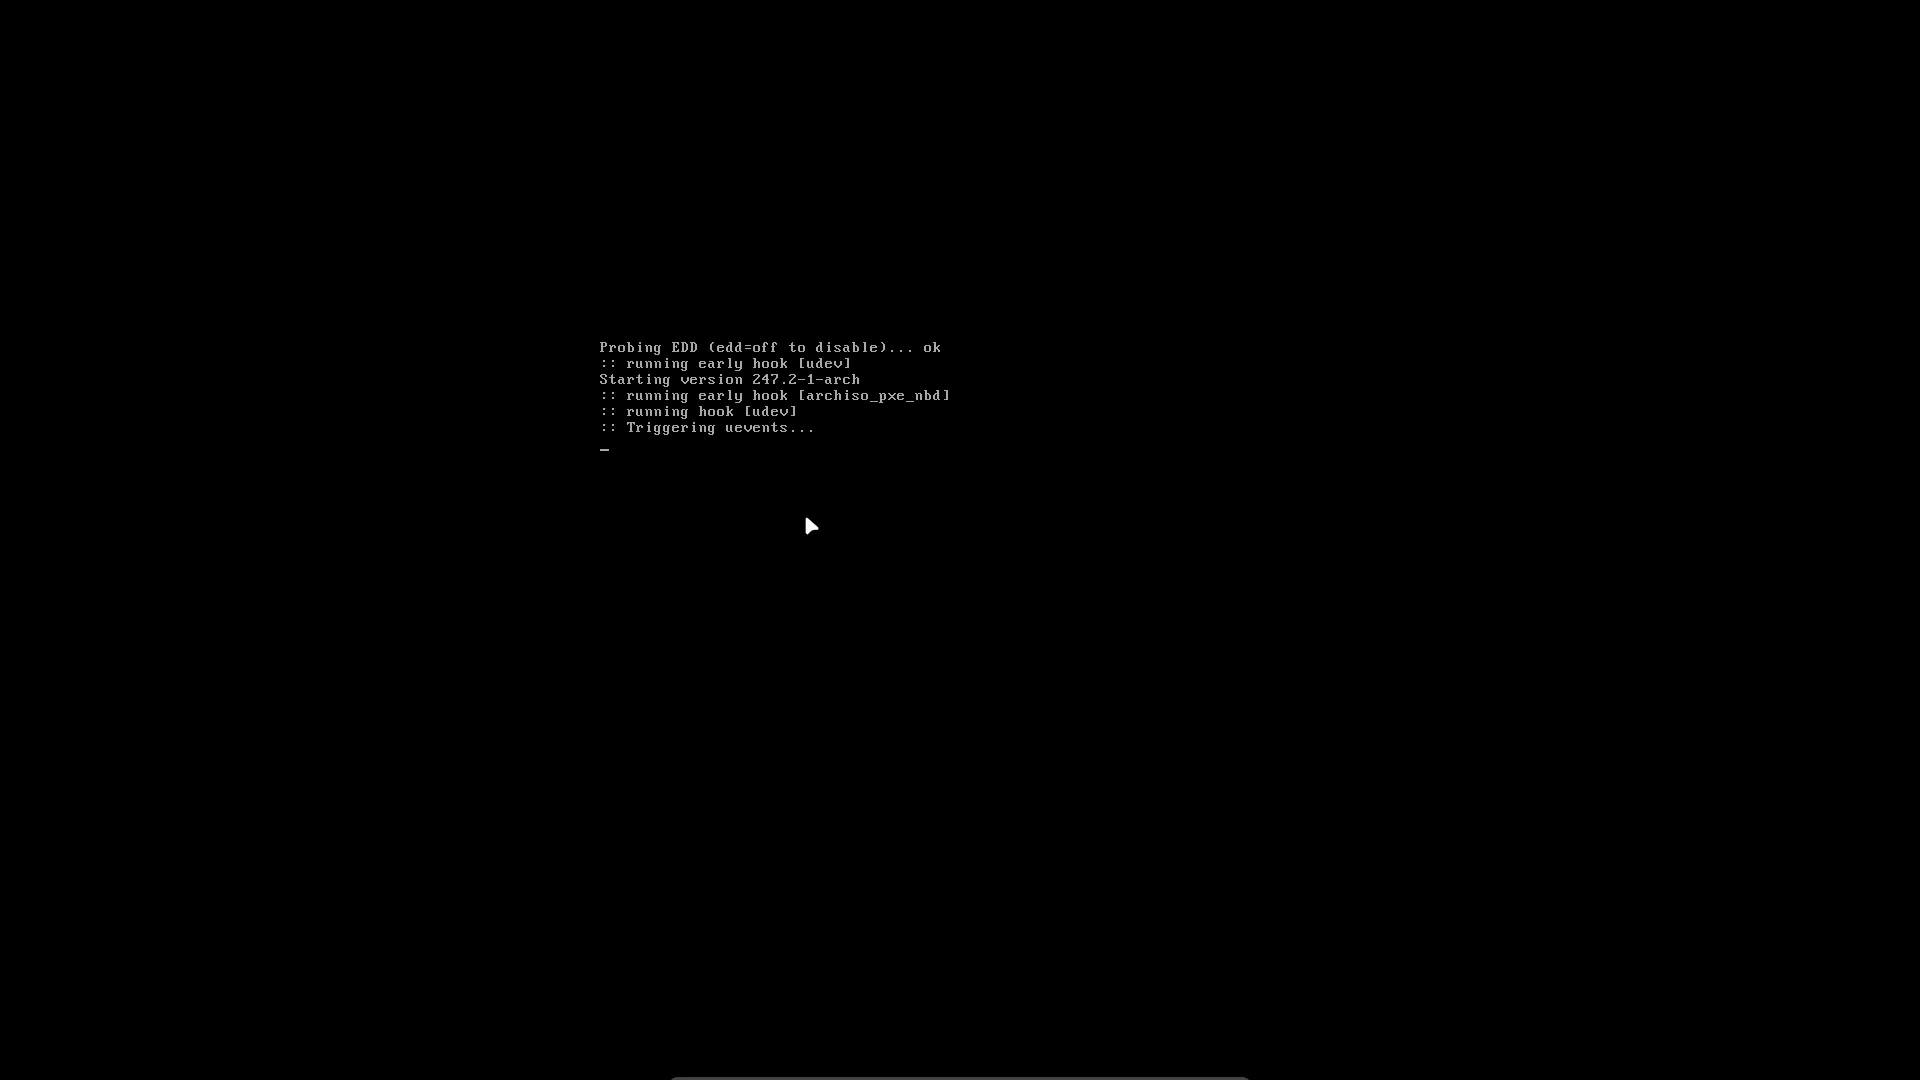 Probing EDD (edd=off to disable)... ok
:: running early hook [udev]
Starting version 247.2-1-arch
:: running early hook [archiso_pxe_nbd]
:: running hook [udev]
:: Triggering uevents...